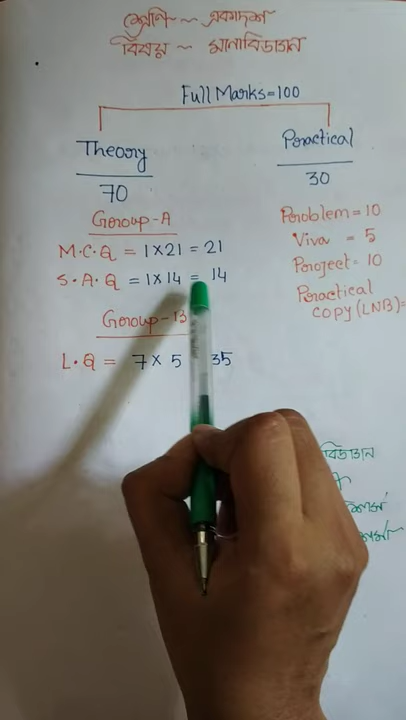 শ্রেণি ~ একাদশ
বিষয় ~ মনোবিজ্ঞান
Full Marks=100
Theory
70
Group-A
M.C.Q = 1×21 = 21
S.A.Q = 1×14 = 14
Group-B
L.Q = 7× 5 35
Practical
30
Problem = 10
Viva = 5
Project = 10
Practical
copy (LNB)=